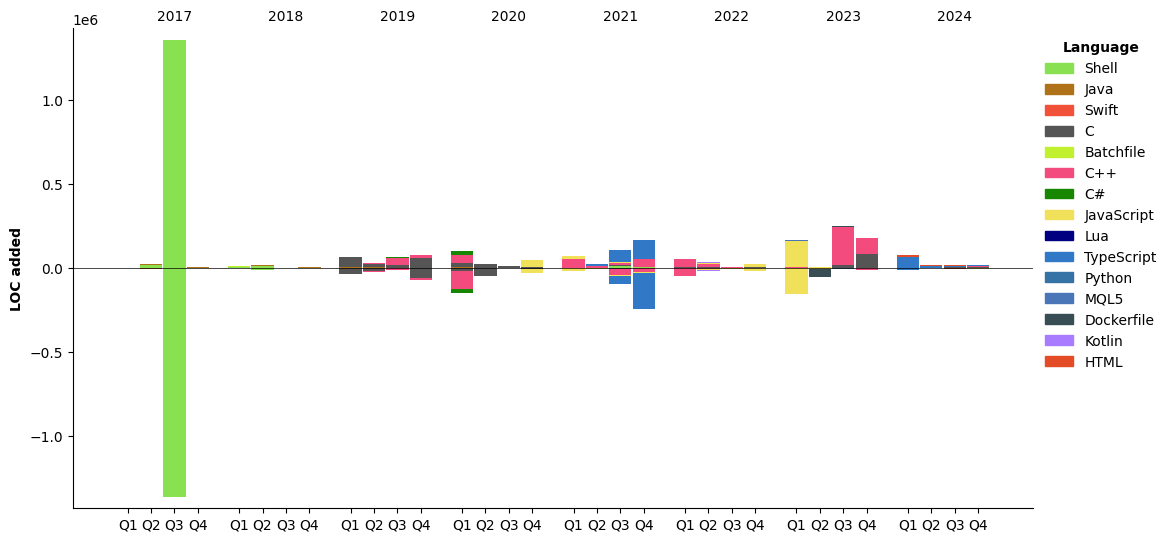 2017 2018 2019 2020 2021 2022 2023 2024
1e6
1.0
0.5
0.0
−0.5
−1.0
LOC added
Q1 Q2 Q3 Q4 Q1 Q2 Q3 Q4 Q1 Q2 Q3 Q4 Q1 Q2 Q3 Q4 Q1 Q2 Q3 Q4 Q1 Q2 Q3 Q4 Q1 Q2 Q3 Q4 Q1 Q2 Q3 Q4
Language
Shell
Java
Swift
C
Batchfile
C++
C#
JavaScript
Lua
TypeScript
Python
MQL5
Dockerfile
Kotlin
HTML